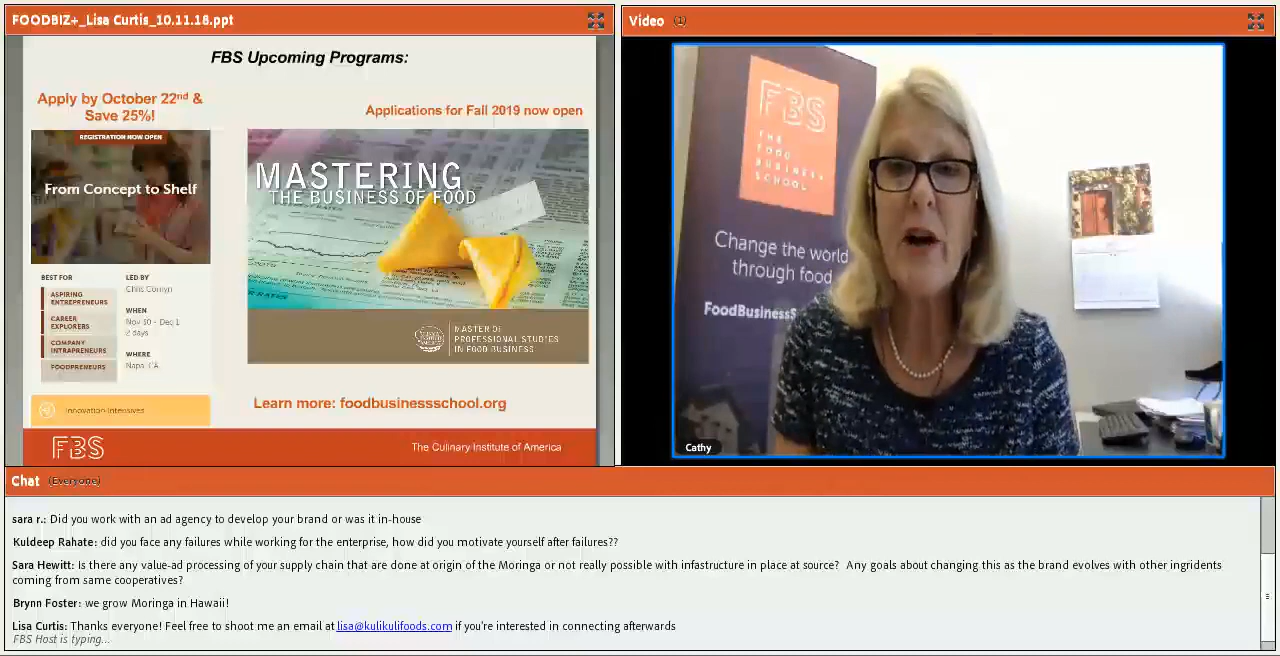 FOODBIZ+_Lisa Curtis_10.11.18.ppt
FBS Upcoming Programs:
Apply by October 22nd &
Save 25%!
REGISTRATION NOW OPEN
From Concept to Shelf
BEST FOR
ASPIRING
ENTREPRENEURS
CAREER
EXPLORERS
COMPANY
INTRAPRENEURS
FOODPRENEURS
LED BY
Chris Cornyn
WHEN
Nov 30 - Dec 1
2 days
WHERE
Napa, CA
Innovation Intensives
Applications for Fall 2019 now open
MASTERING
THE BUSINESS OF FOOD
MASTER OF
PROFESSIONAL STUDIES
IN FOOD BUSINESS
Learn more: foodbusinessschool.org
FBS
The Culinary Institute of America
Video (1)
FBS
THE
FOOD
BUSINESS
SCHOOL
Change the world
through food
FoodBusinessS
Cathy
Chat (Everyone)
sara r.: Did you work with an ad agency to develop your brand or was it in-house
Kuldeep Rahate: did you face any failures while working for the enterprise, how did you motivate yourself after failures??
Sara Hewitt: Is there any value-ad processing of your supply chain that are done at origin of the Moringa or not really possible with infastructure in place at source? Any goals about changing this as the brand evolves with other ingridents
coming from same cooperatives?
Brynn Foster: we grow Moringa in Hawaii!
Lisa Curtis: Thanks everyone! Feel free to shoot me an email at lisa@kulikulifoods.com if you're interested in connecting afterwards
FBS Host is typing...